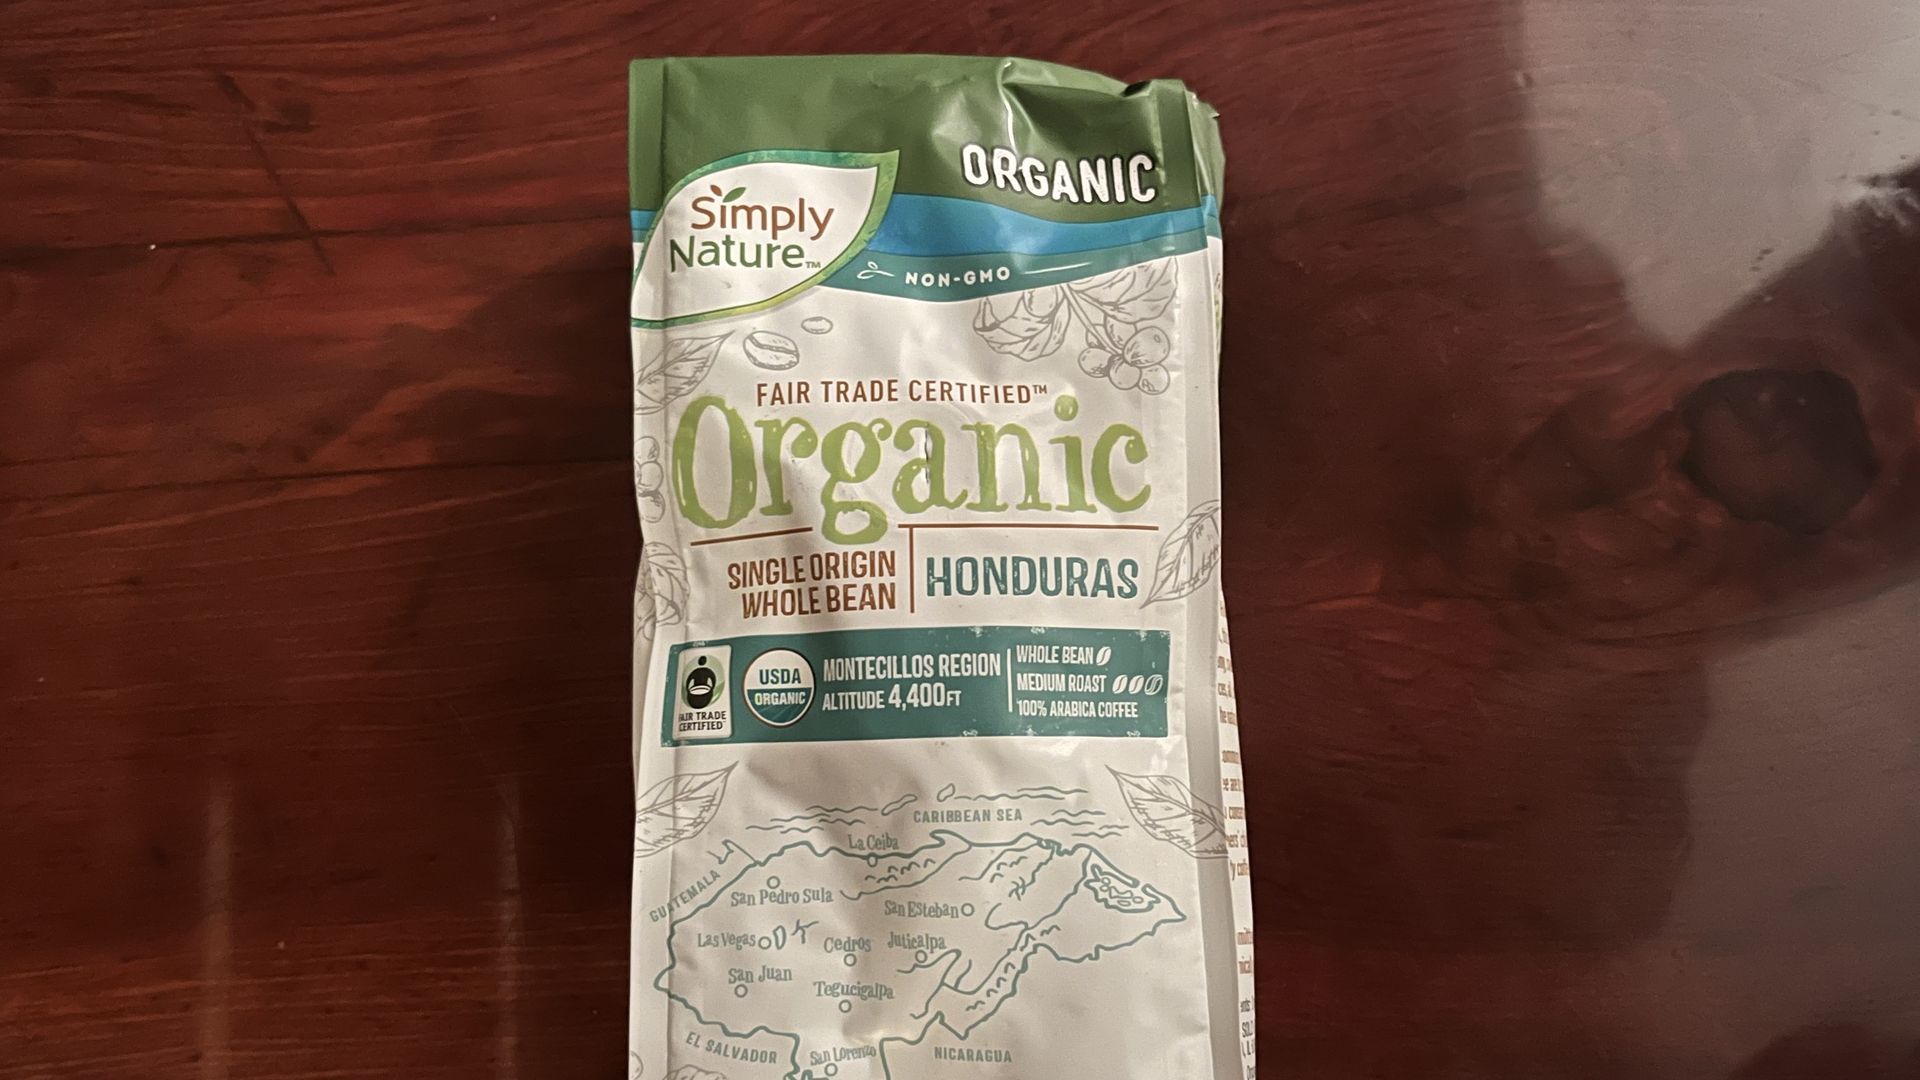 ORGANIC
Simply
Nature™
NON-GMO
FAIR TRADE CERTIFIED™
Organic
SINGLE ORIGIN
WHOLE BEAN
HONDURAS
FAIR TRADE
CERTIFIED
USDA
ORGANIC
MONTECILLOS REGION
ALTITUDE 4,400FT
WHOLE BEAN
MEDIUM ROAST
100% ARABICA COFFEE
CARIBBEAN SEA
La Ceiba
GUATEMALA
San Pedro Sula
San Esteban
Las Vegas
Cedros
Juticalpa
San Juan
Tegucigalpa
EL SALVADOR
San Lorenzo
NICARAGUA